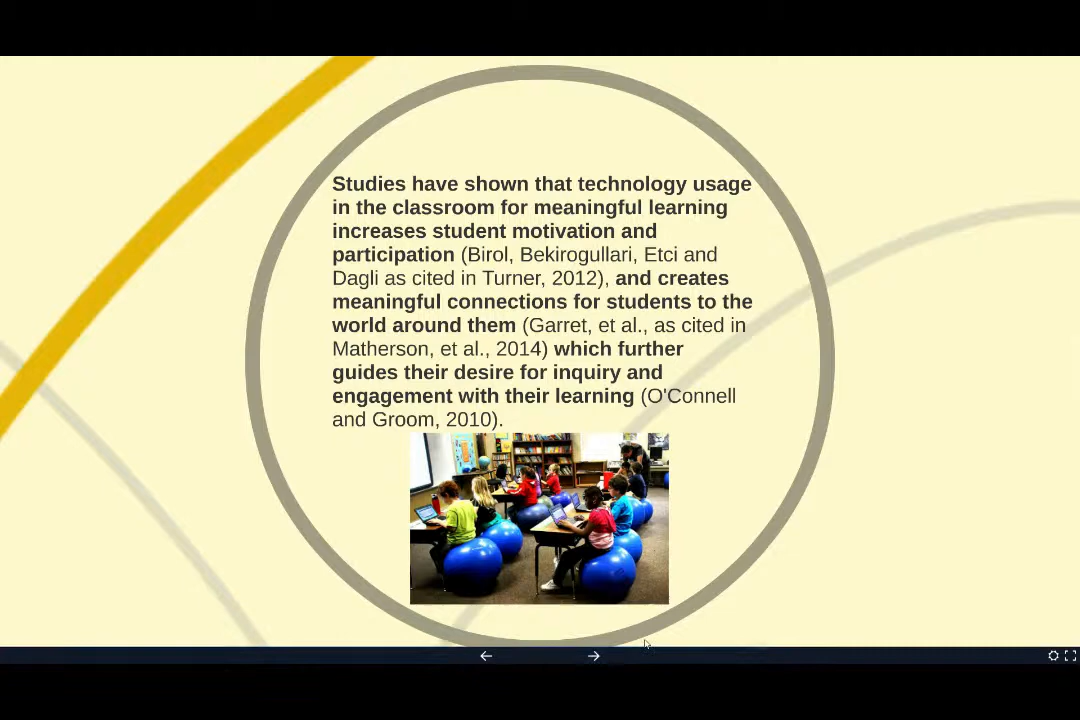 Studies have shown that technology usage
in the classroom for meaningful learning
increases student motivation and
participation (Birol, Bekirogullari, Etci and
Dagli as cited in Turner, 2012), and creates
meaningful connections for students to the
world around them (Garret, et al., as cited in
Matherson, et al., 2014) which further
guides their desire for inquiry and
engagement with their learning (O'Connell
and Groom, 2010).